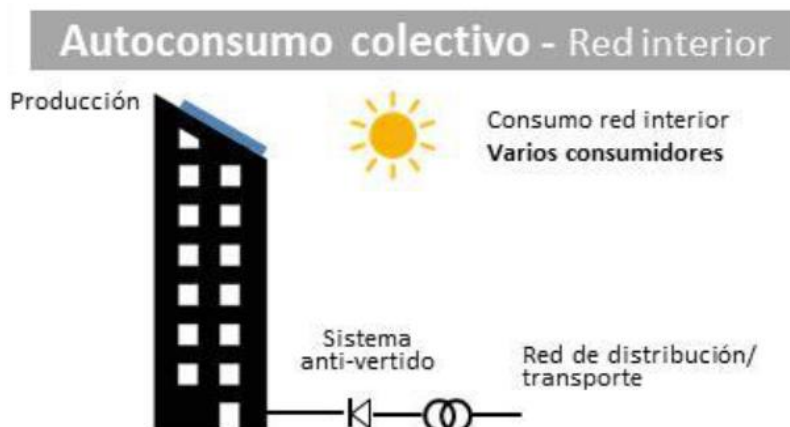 Autoconsumo colectivo - Red interior
Producción
Consumo red interior
Varios consumidores
Sistema
anti-vertido
Red de distribución/
transporte